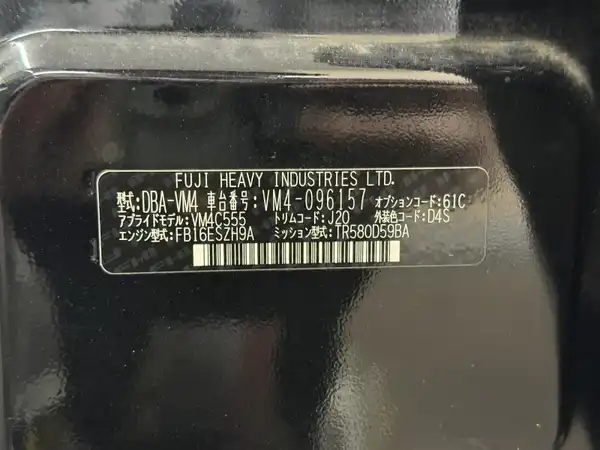 FUJI HEAVY INDUSTRIES LTD.
型式:DBA-VM4 車台番号:VM4-096157 オプションコード:61C
アプライドモデル:VM4C555 トリムコード:J20 外装色コード:D4S
エンジン型式:FB16ESZH9A ミッション型式:TR580D59BA